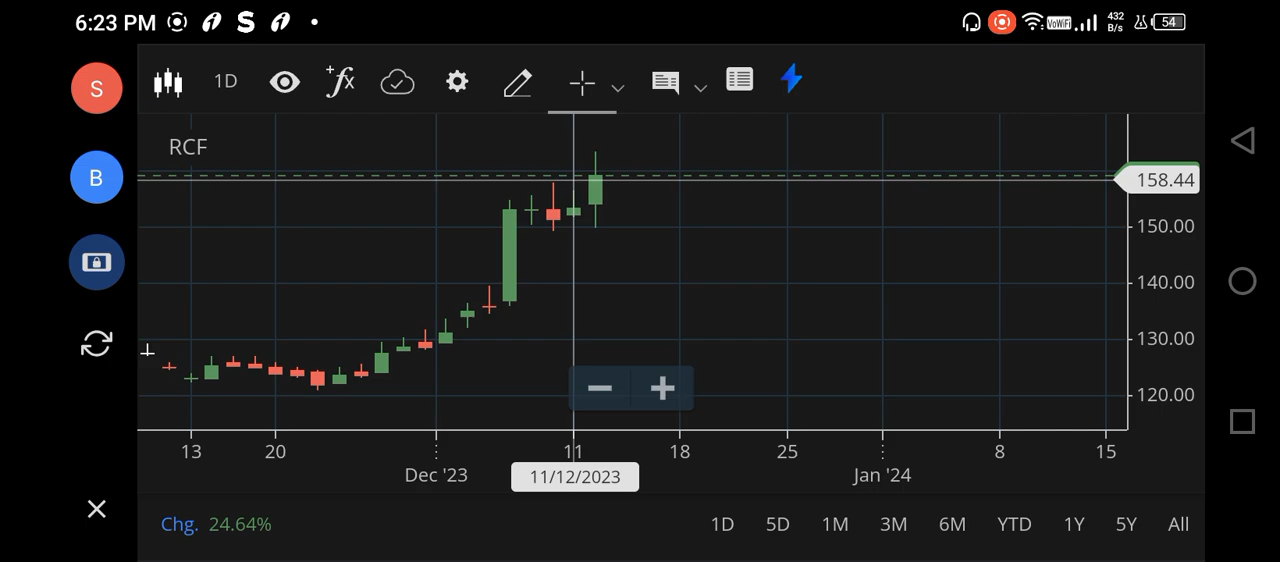 6:23 PM S 432 B/s VoWiFi 54
S
1D
+fx
B
RCF
158.44
150.00
140.00
130.00
120.00
13 20 11 18 25 8 15
Dec '23 Jan '24
11/12/2023
Chg. 24.64% 1D 5D 1M 3M 6M YTD 1Y 5Y All